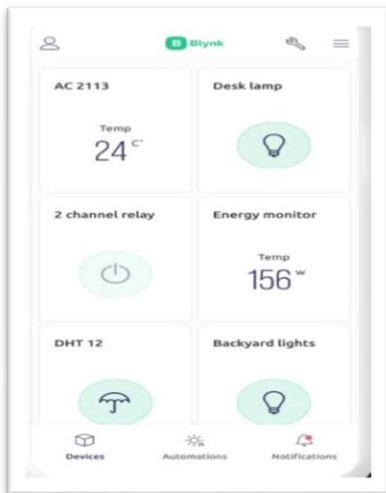 B Blynk
AC 2113
Temp
24 C°
Desk lamp
2 channel relay
Energy monitor
Temp
156 w
DHT 12
Backyard lights
Devices
Automations
Notifications